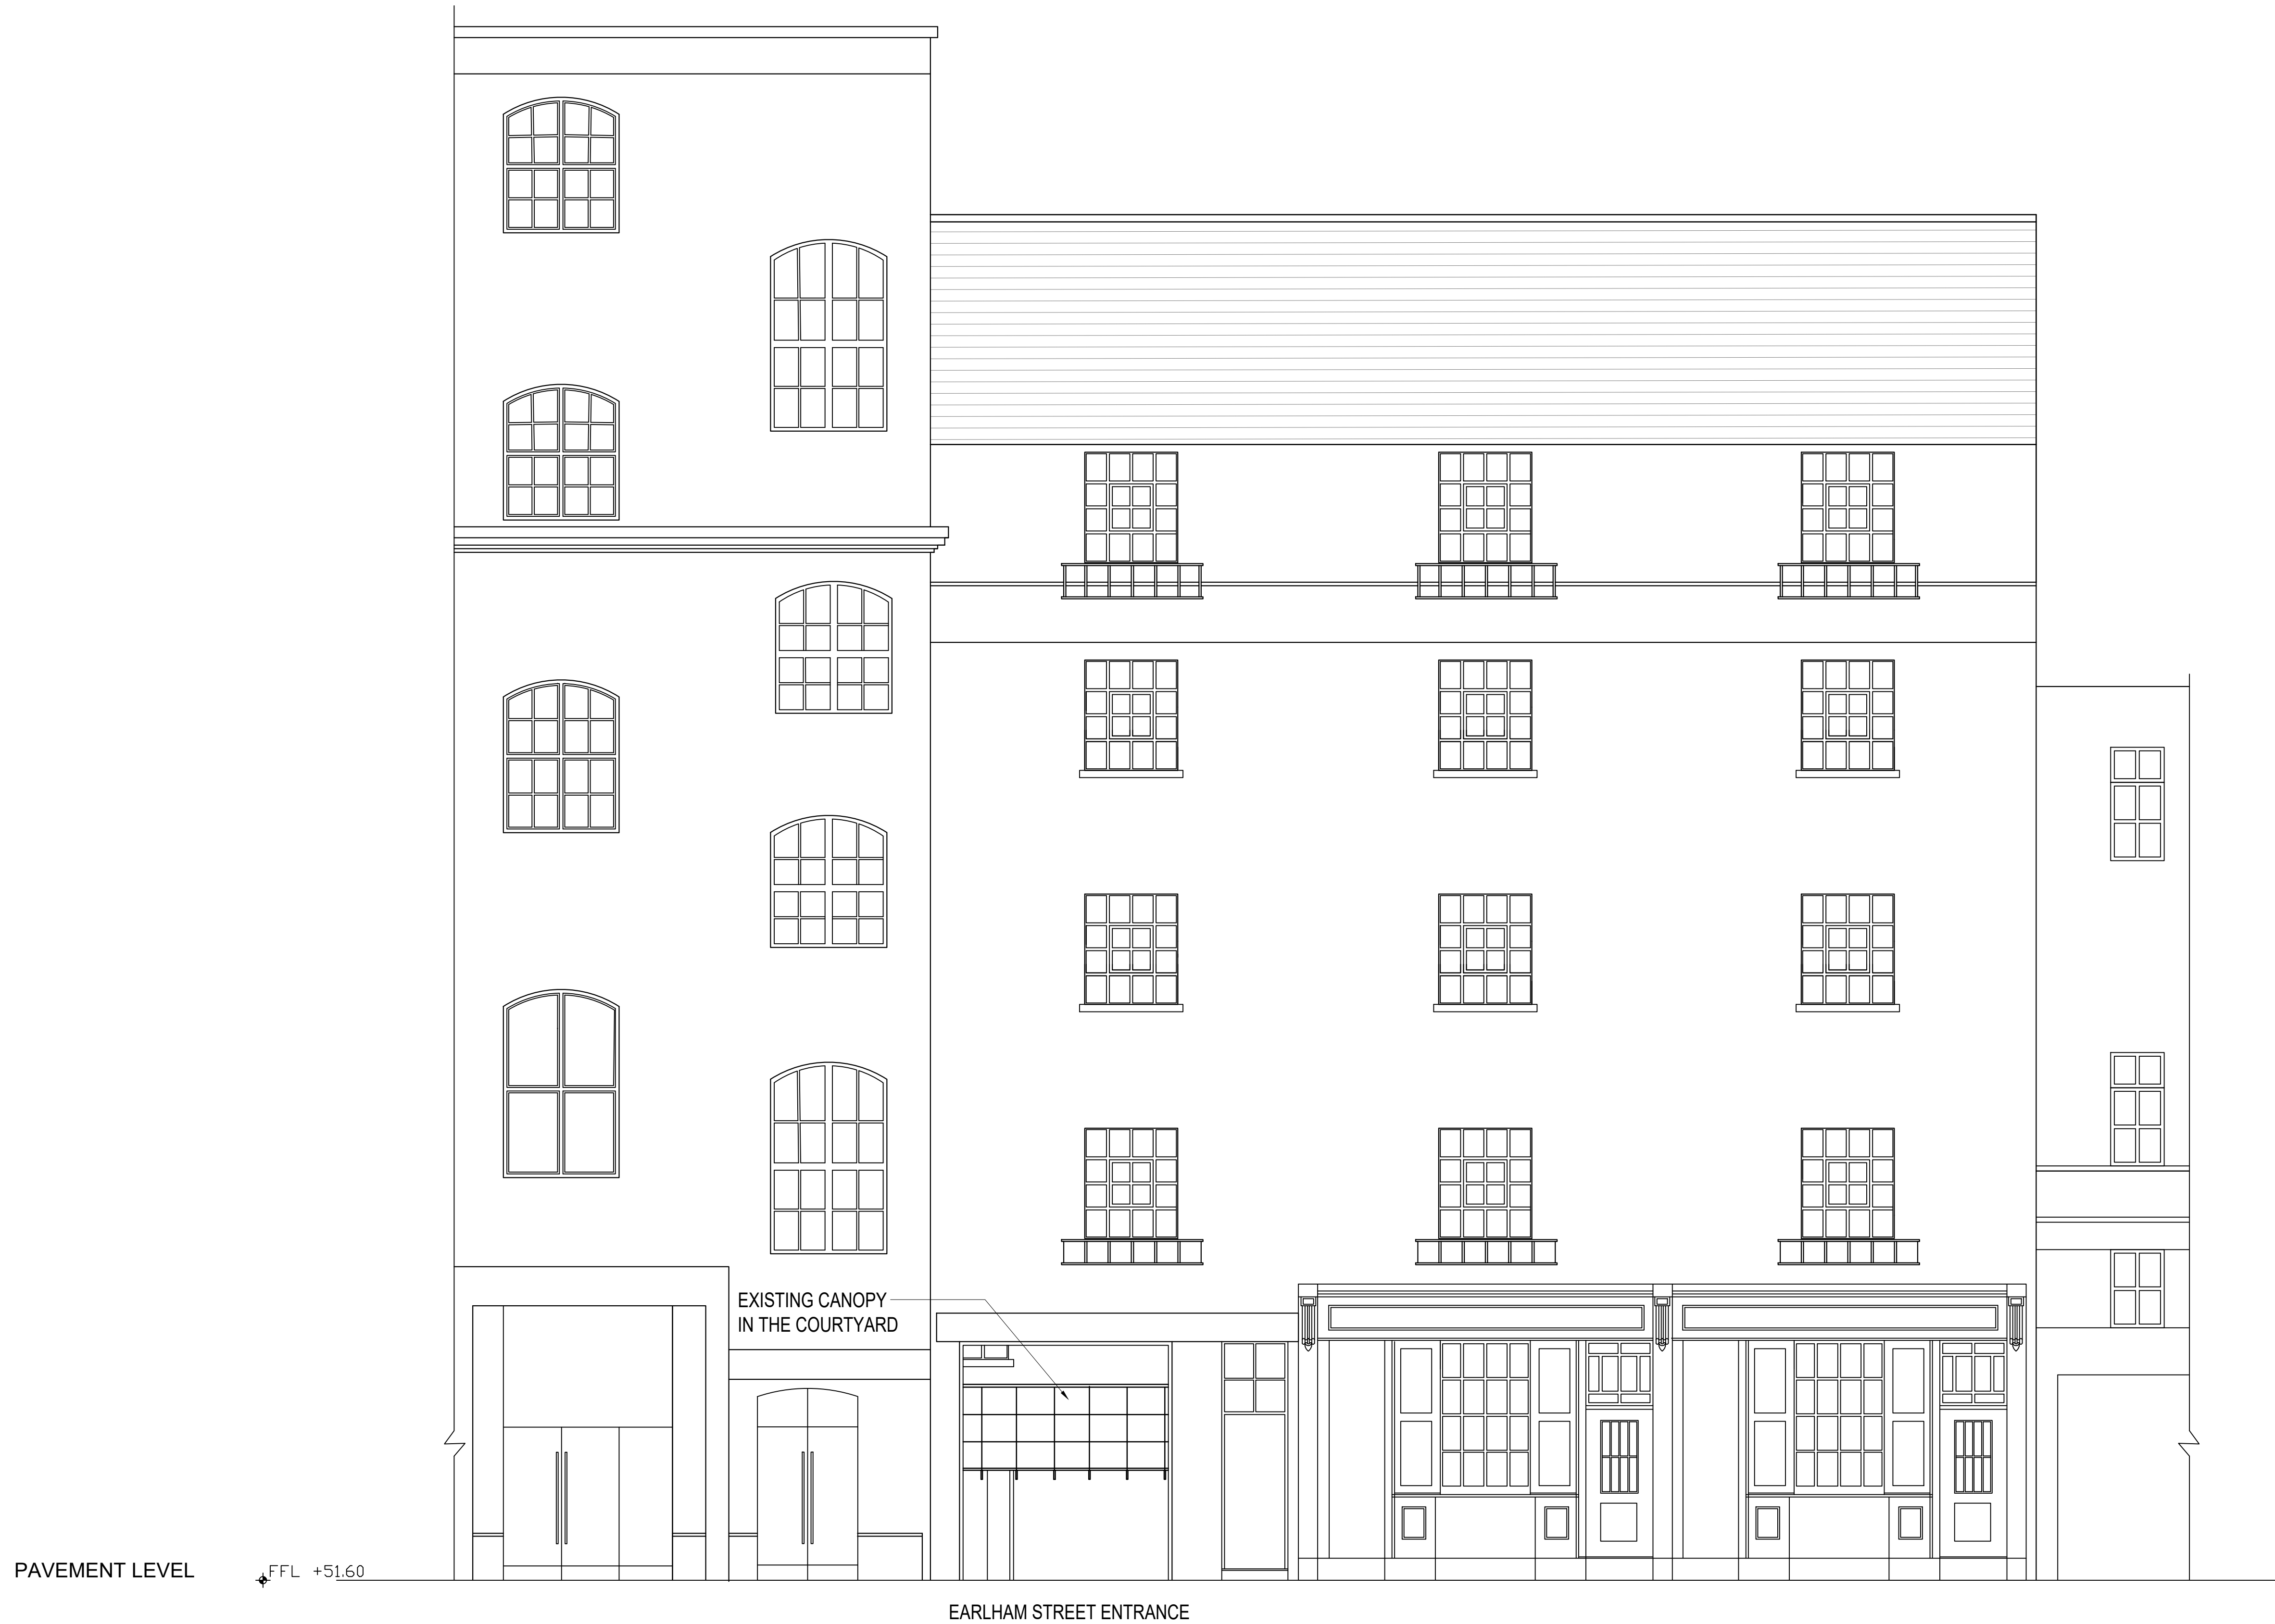 EXISTING CANOPY
IN THE COURTYARD
PAVEMENT LEVEL
FFL +51.60
EARLHAM STREET ENTRANCE